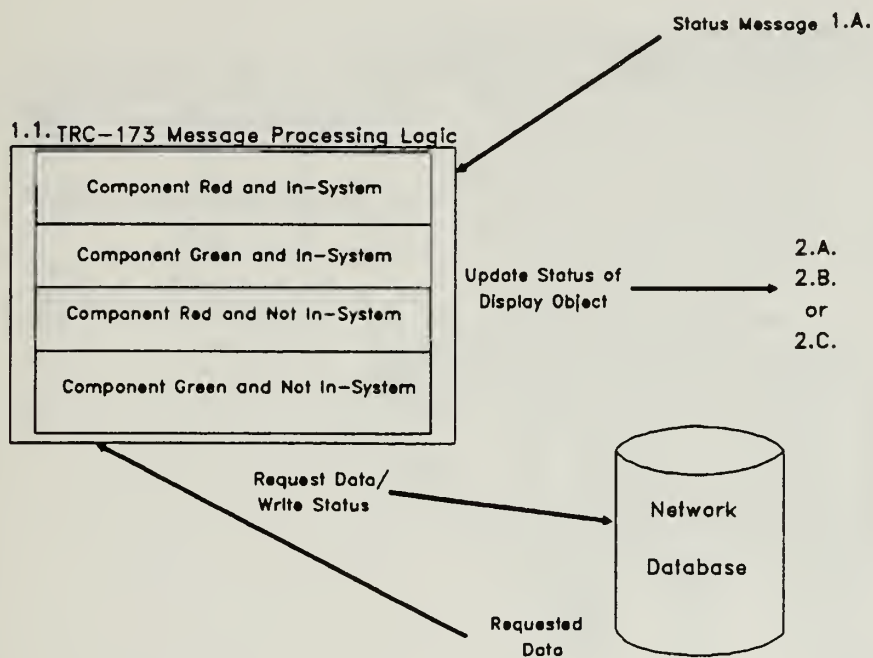 Status Message 1.A.
1.1. TRC-173 Message Processing Logic
Component Red and In-System
Component Green and In-System
Component Red and Not In-System
Component Green and Not In-System
Update Status of
Display Object
2.A.
2.B.
or
2.C.
Request Data/
Write Status
Network
Database
Requested
Data